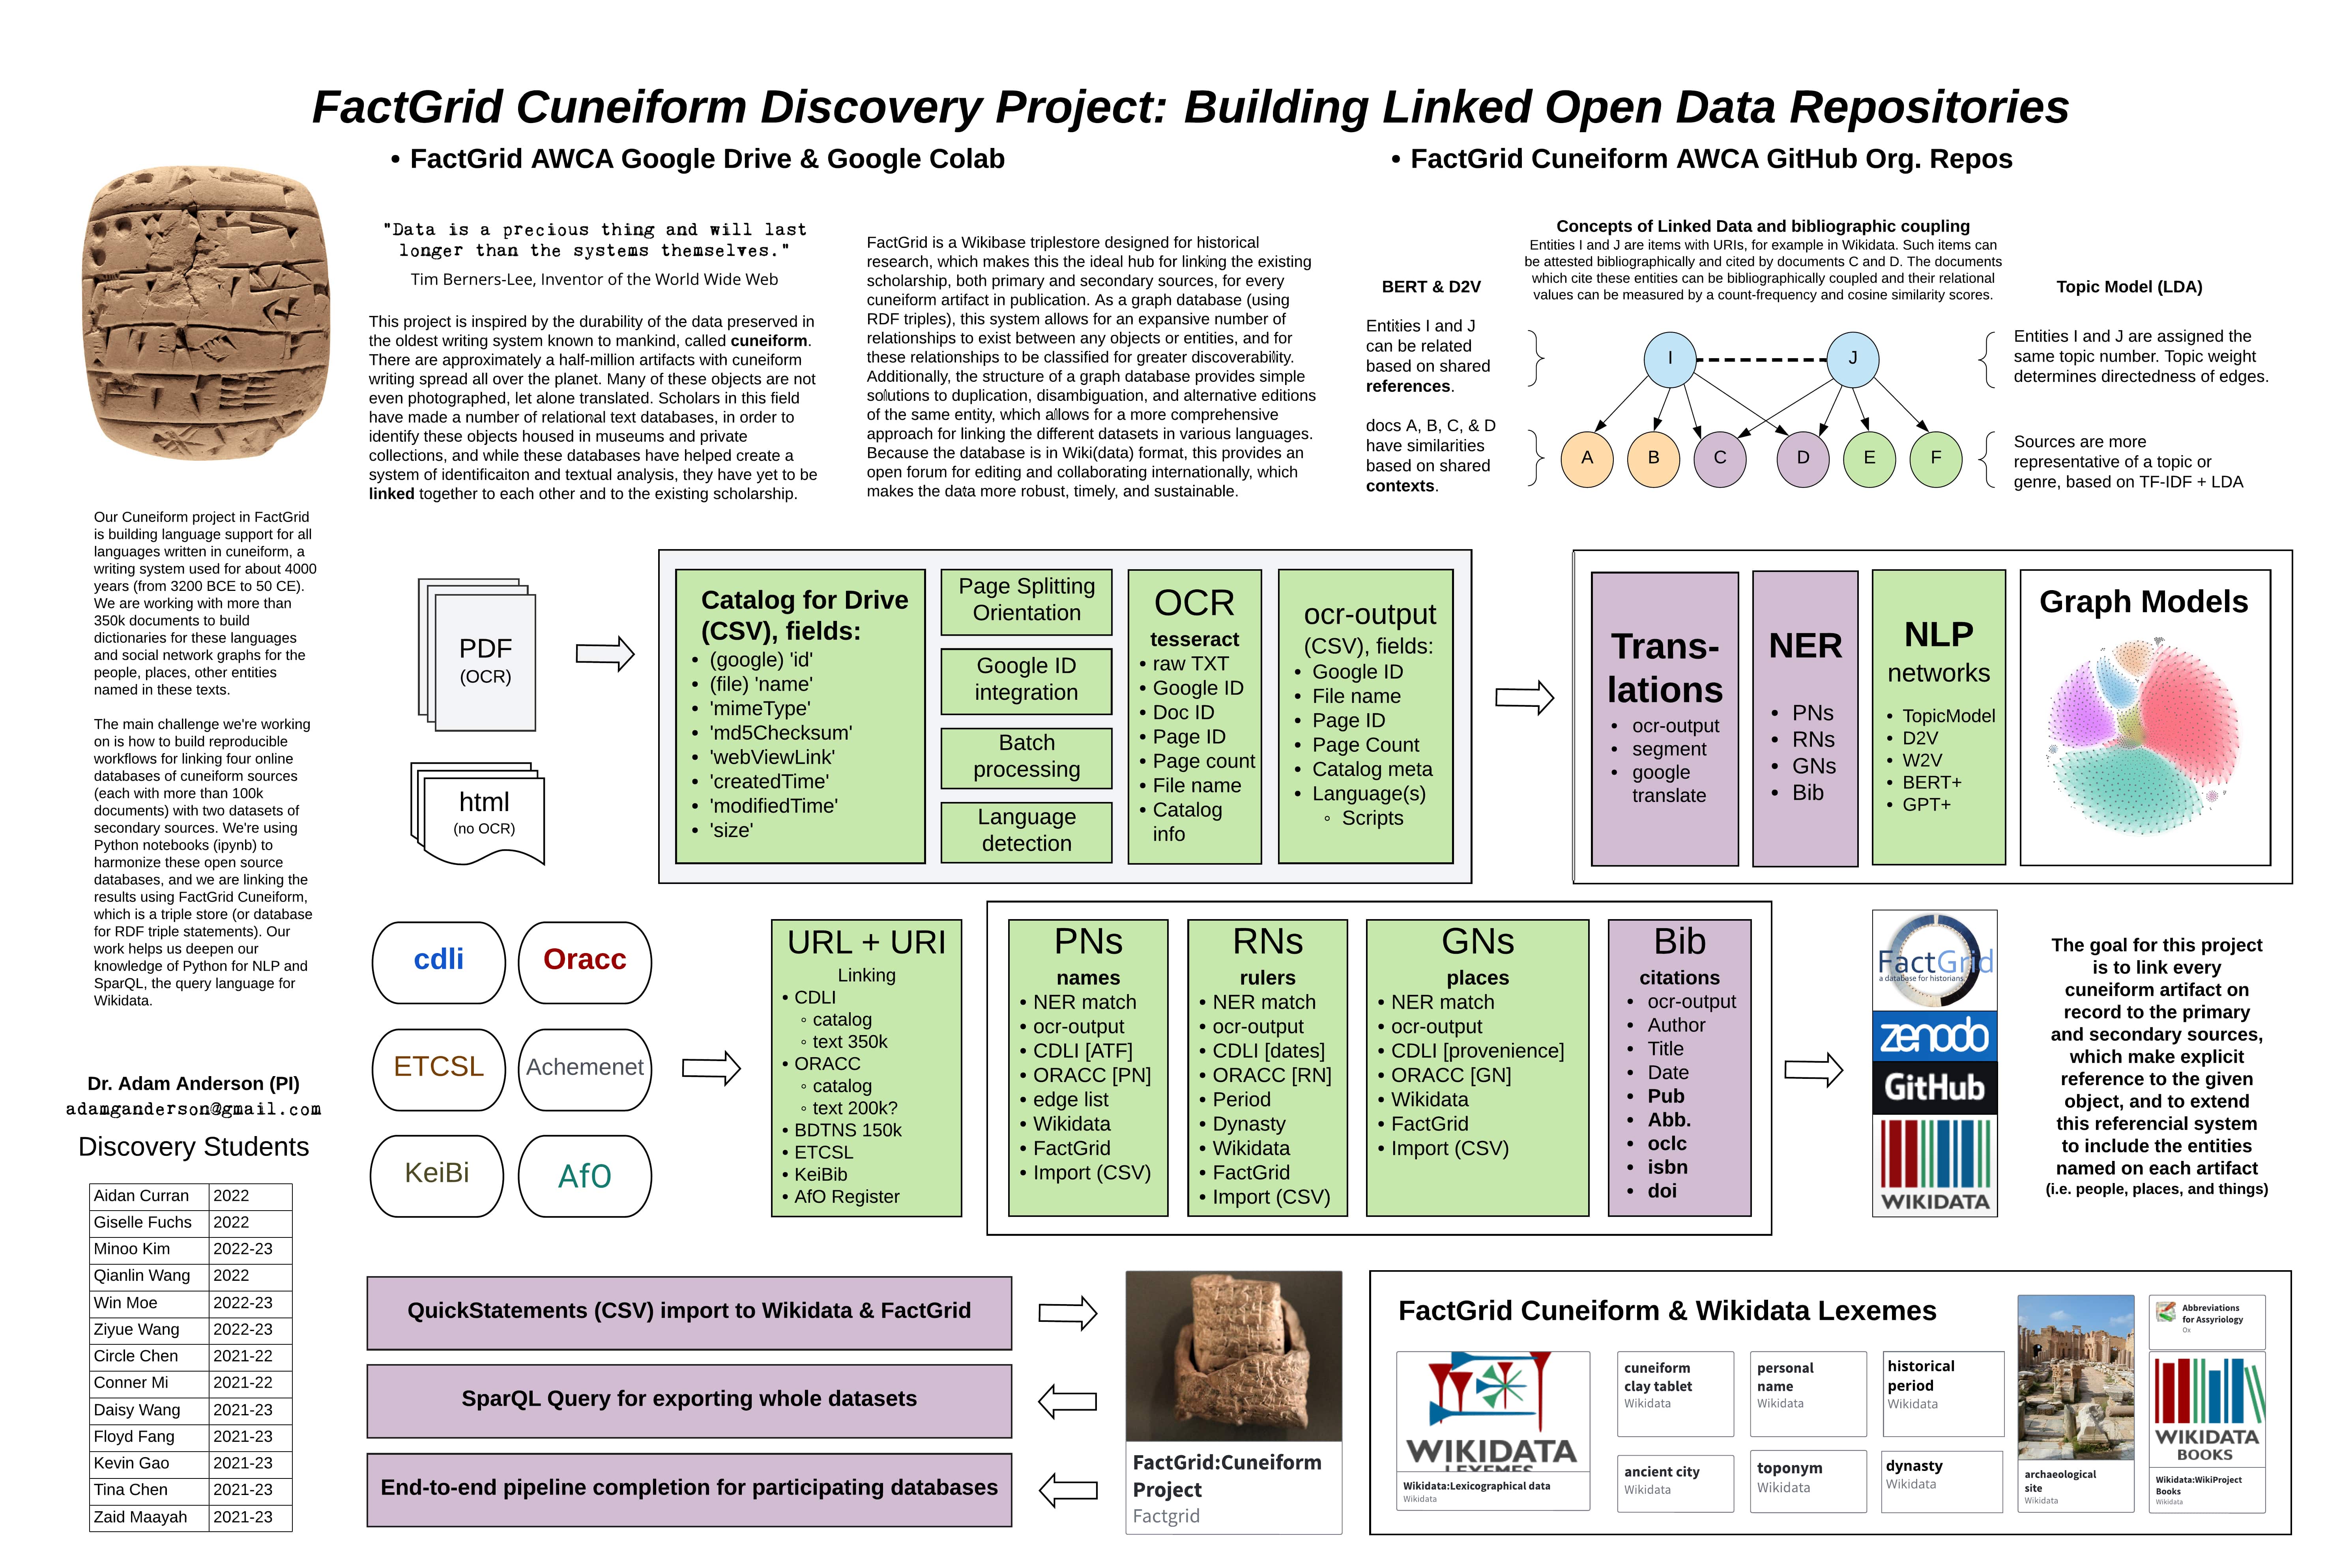 FactGrid Cuneiform Discovery Project: Building Linked Open Data Repositories
• FactGrid AWCA Google Drive & Google Colab
• FactGrid Cuneiform AWCA GitHub Org. Repos
"Data is a precious thing and will last
longer than the systems themselves."
Tim Berners-Lee, Inventor of the World Wide Web
This project is inspired by the durability of the data preserved in
the oldest writing system known to mankind, called cuneiform.
There are approximately a half-million artifacts with cuneiform
writing spread all over the planet. Many of these objects are not
even photographed, let alone translated. Scholars in this field
have made a number of relational text databases, in order to
identify these objects housed in museums and private
collections, and while these databases have helped create a
system of identificaiton and textual analysis, they have yet to be
linked together to each other and to the existing scholarship.
FactGrid is a Wikibase triplestore designed for historical
research, which makes this the ideal hub for linking the existing
scholarship, both primary and secondary sources, for every
cuneiform artifact in publication. As a graph database (using
RDF triples), this system allows for an expansive number of
relationships to exist between any objects or entities, and for
these relationships to be classified for greater discoverability.
Additionally, the structure of a graph database provides simple
solutions to duplication, disambiguation, and alternative editions
of the same entity, which allows for a more comprehensive
approach for linking the different datasets in various languages.
Because the database is in Wiki(data) format, this provides an
open forum for editing and collaborating internationally, which
makes the data more robust, timely, and sustainable.
Concepts of Linked Data and bibliographic coupling
Entities I and J are items with URIs, for example in Wikidata. Such items can
be attested bibliographically and cited by documents C and D. The documents
which cite these entities can be bibliographically coupled and their relational
values can be measured by a count-frequency and cosine similarity scores.
BERT & D2V
Entities I and J
can be related
based on shared
references.
docs A, B, C, & D
have similarities
based on shared
contexts.
I
J
A
B
C
D
E
F
Topic Model (LDA)
Entities I and J are assigned the
same topic number. Topic weight
determines directedness of edges.
Sources are more
representative of a topic or
genre, based on TF-IDF + LDA
Our Cuneiform project in FactGrid
is building language support for all
languages written in cuneiform, a
writing system used for about 4000
years (from 3200 BCE to 50 CE).
We are working with more than
350k documents to build
dictionaries for these languages
and social network graphs for the
people, places, other entities
named in these texts.
The main challenge we're working
on is how to build reproducible
workflows for linking four online
databases of cuneiform sources
(each with more than 100k
documents) with two datasets of
secondary sources. We're using
Python notebooks (ipynb) to
harmonize these open source
databases, and we are linking the
results using FactGrid Cuneiform,
which is a triple store (or database
for RDF triple statements). Our
work helps us deepen our
knowledge of Python for NLP and
SparQL, the query language for
Wikidata.
Dr. Adam Anderson (PI)
adamganderson@gmail.com
Discovery Students
Aidan Curran 2022
Giselle Fuchs 2022
Minoo Kim 2022-23
Qianlin Wang 2022
Win Moe 2022-23
Ziyue Wang 2022-23
Circle Chen 2021-22
Conner Mi 2021-22
Daisy Wang 2021-23
Floyd Fang 2021-23
Kevin Gao 2021-23
Tina Chen 2021-23
Zaid Maayah 2021-23
PDF
(OCR)
html
(no OCR)
Catalog for Drive
(CSV), fields:
• (google) 'id'
• (file) 'name'
• 'mimeType'
• 'md5Checksum'
• 'webViewLink'
• 'createdTime'
• 'modifiedTime'
• 'size'
Page Splitting
Orientation
Google ID
integration
Batch
processing
Language
detection
OCR
tesseract
• raw TXT
• Google ID
• Doc ID
• Page ID
• Page count
• File name
• Catalog
info
ocr-output
(CSV), fields:
• Google ID
• File name
• Page ID
• Page Count
• Catalog meta
• Language(s)
◦ Scripts
Trans-
lations
• ocr-output
• segment
• google
translate
NER
• PNs
• RNs
• GNs
• Bib
NLP
networks
• TopicModel
• D2V
• W2V
• BERT+
• GPT+
Graph Models
cdli
Oracc
ETCSL
Achemenet
KeiBi
AfO
URL + URI
Linking
• CDLI
◦ catalog
◦ text 350k
• ORACC
◦ catalog
◦ text 200k?
• BDTNS 150k
• ETCSL
• KeiBib
• AfO Register
PNs
names
• NER match
• ocr-output
• CDLI [ATF]
• ORACC [PN]
• edge list
• Wikidata
• FactGrid
• Import (CSV)
RNs
rulers
• NER match
• ocr-output
• CDLI [dates]
• ORACC [RN]
• Period
• Dynasty
• Wikidata
• FactGrid
• Import (CSV)
GNs
places
• NER match
• ocr-output
• CDLI [provenience]
• ORACC [GN]
• Wikidata
• FactGrid
• Import (CSV)
Bib
citations
• ocr-output
• Author
• Title
• Date
• Pub
• Abb.
• oclc
• isbn
• doi
FactGrid
a database for historians
zenodo
GitHub
WIKIDATA
The goal for this project
is to link every
cuneiform artifact on
record to the primary
and secondary sources,
which make explicit
reference to the given
object, and to extend
this referencial system
to include the entities
named on each artifact
(i.e. people, places, and things)
QuickStatements (CSV) import to Wikidata & FactGrid
SparQL Query for exporting whole datasets
End-to-end pipeline completion for participating databases
FactGrid:Cuneiform
Project
Factgrid
FactGrid Cuneiform & Wikidata Lexemes
WIKIDATA
LEXEMES
Wikidata:Lexicographical data
Wikidata
cuneiform
clay tablet
Wikidata
personal
name
Wikidata
historical
period
Wikidata
ancient city
Wikidata
toponym
Wikidata
dynasty
Wikidata
archaeological
site
Wikidata
Abbreviations
for Assyriology
Ox
WIKIDATA
BOOKS
Wikidata:WikiProject
Books
Wikidata